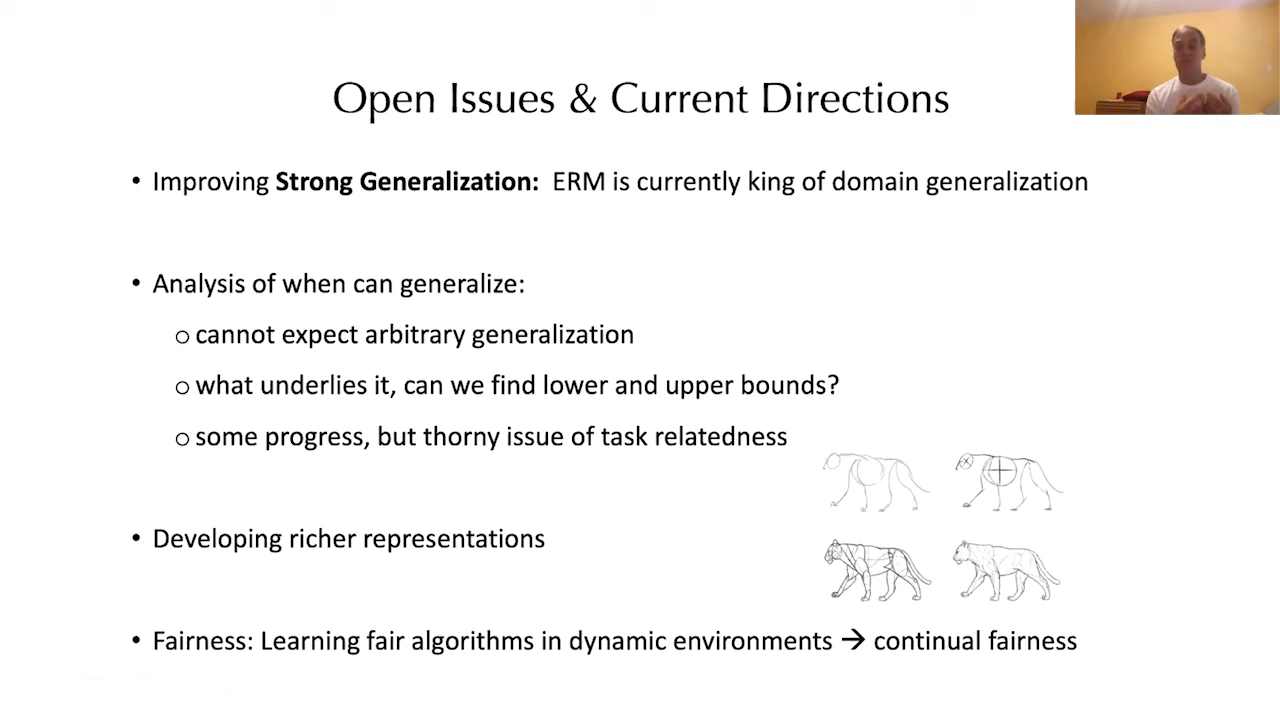 Open Issues & Current Directions
• Improving Strong Generalization: ERM is currently king of domain generalization
• Analysis of when can generalize:
o cannot expect arbitrary generalization
o what underlies it, can we find lower and upper bounds?
o some progress, but thorny issue of task relatedness
• Developing richer representations
• Fairness: Learning fair algorithms in dynamic environments → continual fairness